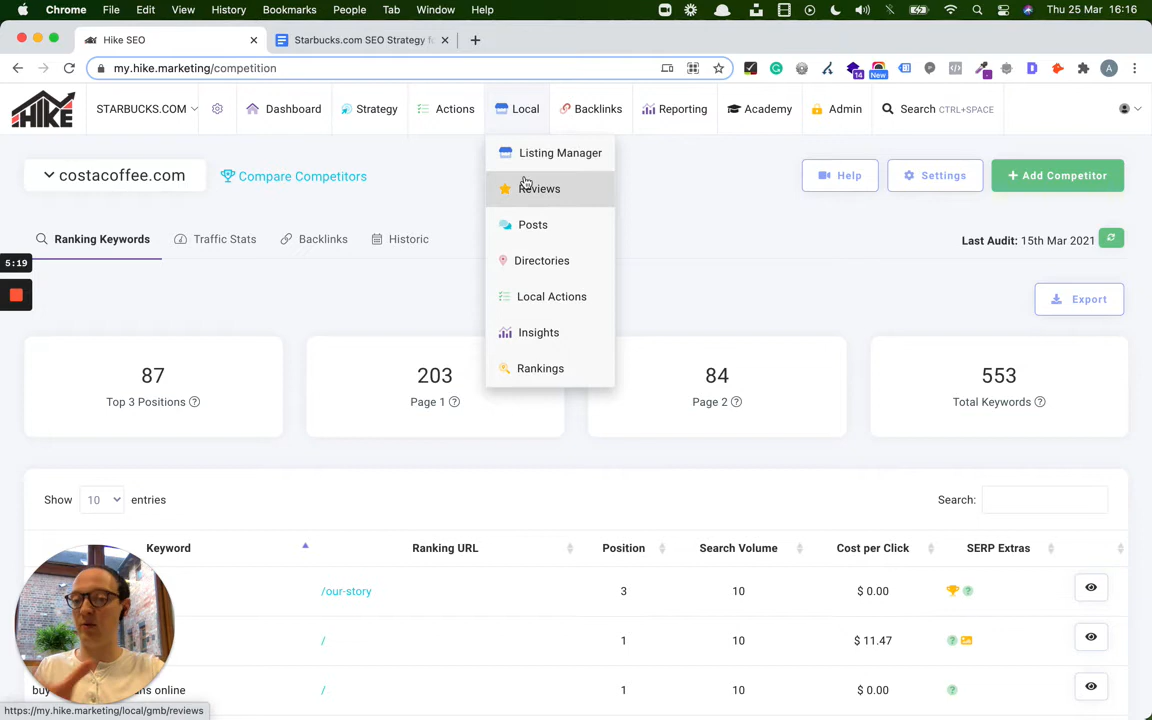 Chrome File Edit View History Bookmarks People Tab Window Help Thu 25 Mar 16:16
Hike SEO Starbucks.com SEO Strategy fo
my.hike.marketing/competition 14 New A
HIKE STARBUCKS.COM Dashboard Strategy Actions Local Backlinks Reporting Academy Admin Search CTRL+SPACE
Listing Manager
costacoffee.com Compare Competitors Help Settings + Add Competitor
Reviews
Posts
Ranking Keywords Traffic Stats Backlinks Historic Last Audit: 15th Mar 2021
Directories
5:19
Local Actions
Export
Insights
Rankings
87 203 84 553
Top 3 Positions Page 1 Page 2 Total Keywords
Show 10 entries Search:
Keyword Ranking URL Position Search Volume Cost per Click SERP Extras
/our-story 3 10 $ 0.00
/ 1 10 $ 11.47
buy ns online / 1 10 $ 0.00
https://my.hike.marketing/local/gmb/reviews